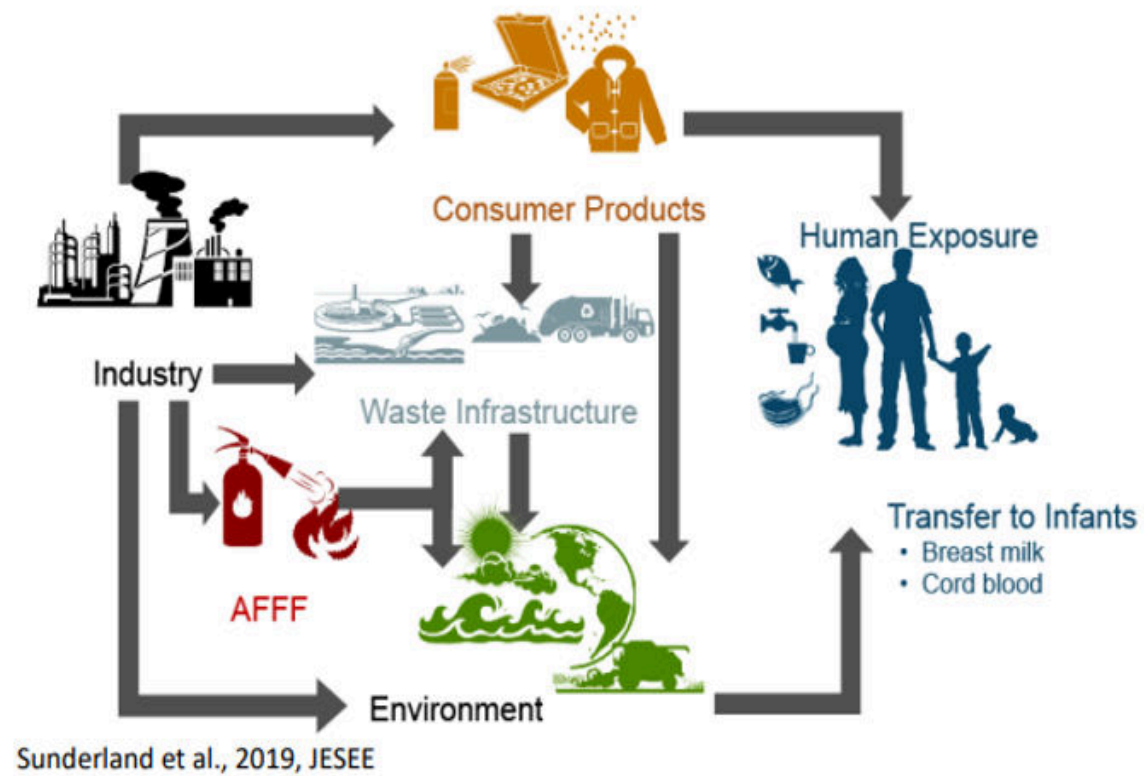 Consumer Products
Human Exposure
Industry
Waste Infrastructure
Transfer to Infants
• Breast milk
• Cord blood
AFFF
Environment
Sunderland et al., 2019, JESEE